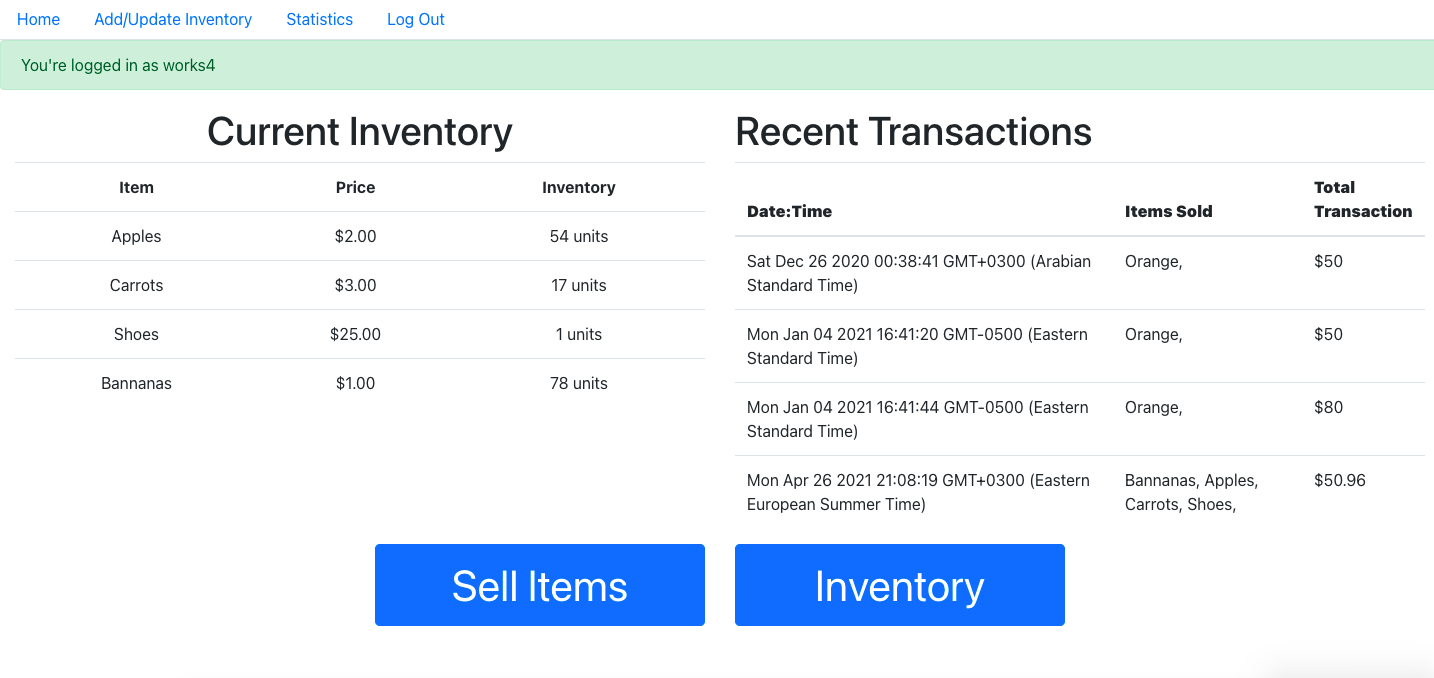 Home Add/Update Inventory Statistics Log Out
You're logged in as works4
Current Inventory
Item Price Inventory
Apples $2.00 54 units
Carrots $3.00 17 units
Shoes $25.00 1 units
Bannanas $1.00 78 units
Recent Transactions
Total
Date:Time Items Sold Transaction
Sat Dec 26 2020 00:38:41 GMT+0300 (Arabian Orange, $50
Standard Time)
Mon Jan 04 2021 16:41:20 GMT-0500 (Eastern Orange, $50
Standard Time)
Mon Jan 04 2021 16:41:44 GMT-0500 (Eastern Orange, $80
Standard Time)
Mon Apr 26 2021 21:08:19 GMT+0300 (Eastern Bannanas, Apples, $50.96
European Summer Time) Carrots, Shoes,
Sell Items Inventory